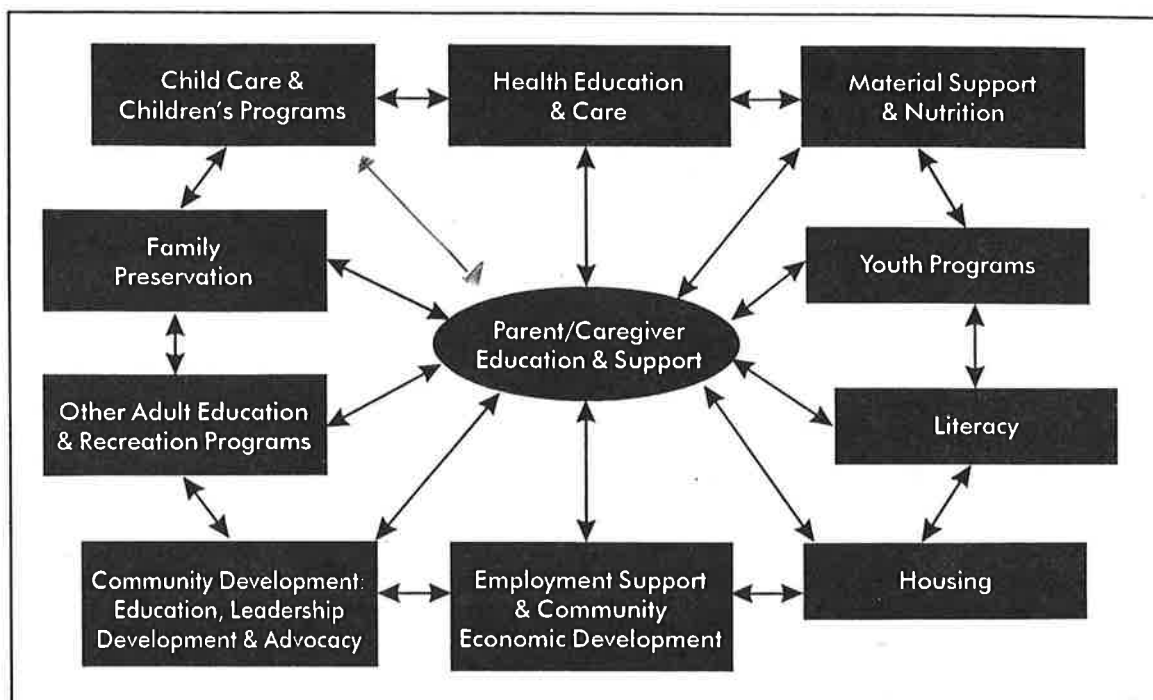 Child Care &
Children's Programs
Health Education
& Care
Material Support
& Nutrition
Family
Preservation
Youth Programs
Parent/Caregiver
Education & Support
Other Adult Education
& Recreation Programs
Literacy
Community Development:
Education, Leadership
Development & Advocacy
Employment Support
& Community
Economic Development
Housing